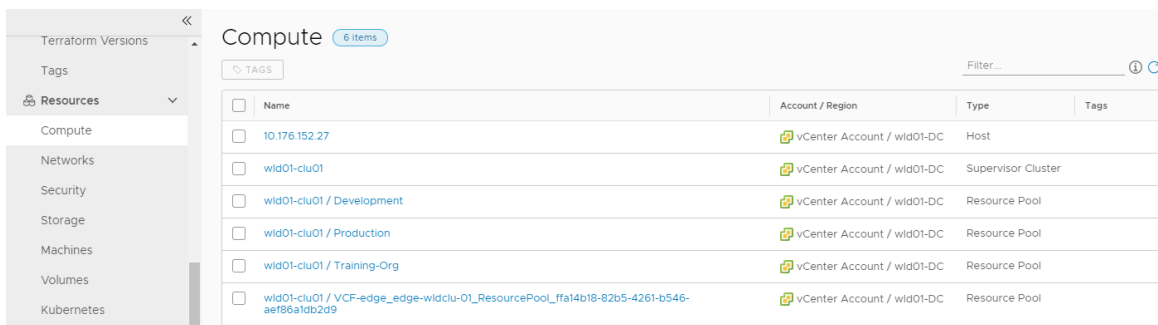 Terraform Versions
Tags
Resources
Compute
Networks
Security
Storage
Machines
Volumes
Kubernetes
Compute 6 items
TAGS
Filter...
Name Account / Region Type Tags
10.176.152.27 vCenter Account / wld01-DC Host
wld01-clu01 vCenter Account / wld01-DC Supervisor Cluster
wld01-clu01 / Development vCenter Account / wld01-DC Resource Pool
wld01-clu01 / Production vCenter Account / wld01-DC Resource Pool
wld01-clu01 / Training-Org vCenter Account / wld01-DC Resource Pool
wld01-clu01 / VCF-edge_edge-wldclu-01_ResourcePool_ffa14b18-82b5-4261-b546- vCenter Account / wld01-DC Resource Pool
aef86a1db2d9